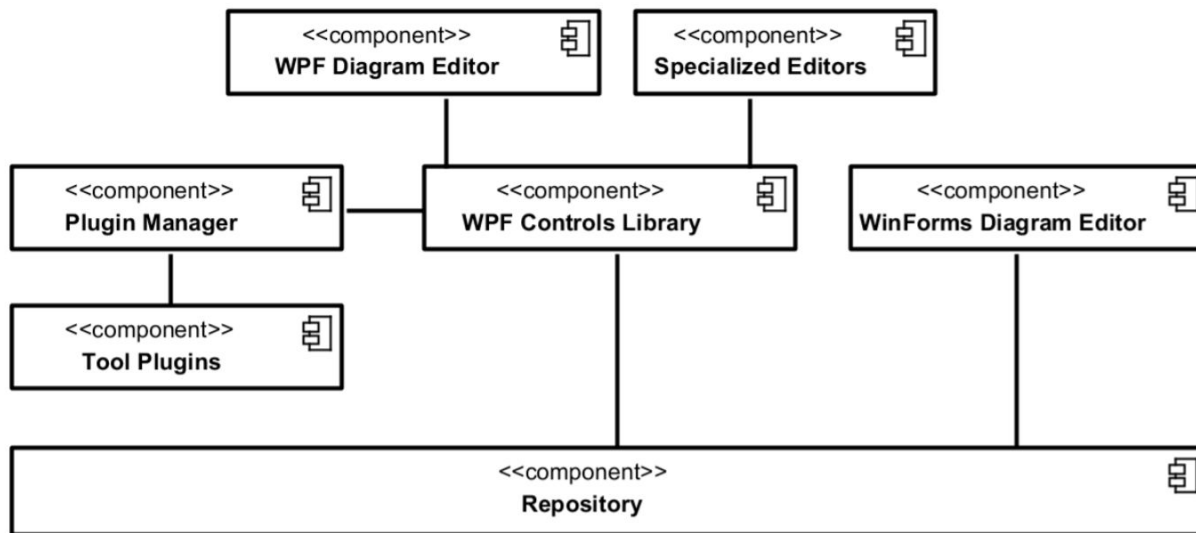 <<component>>
WPF Diagram Editor
<<component>>
Specialized Editors
<<component>>
Plugin Manager
<<component>>
WPF Controls Library
<<component>>
WinForms Diagram Editor
<<component>>
Tool Plugins
<<component>>
Repository